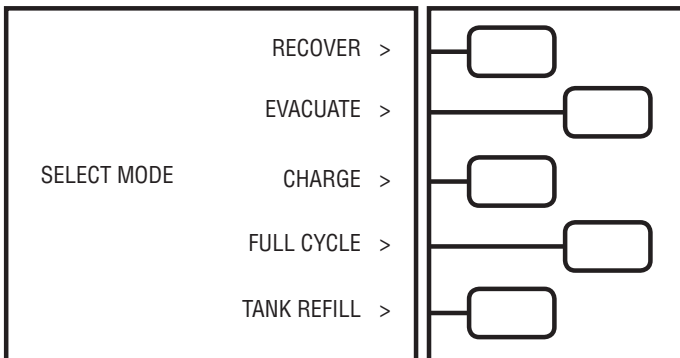 RECOVER >
EVACUATE >
SELECT MODE CHARGE >
FULL CYCLE >
TANK REFILL >